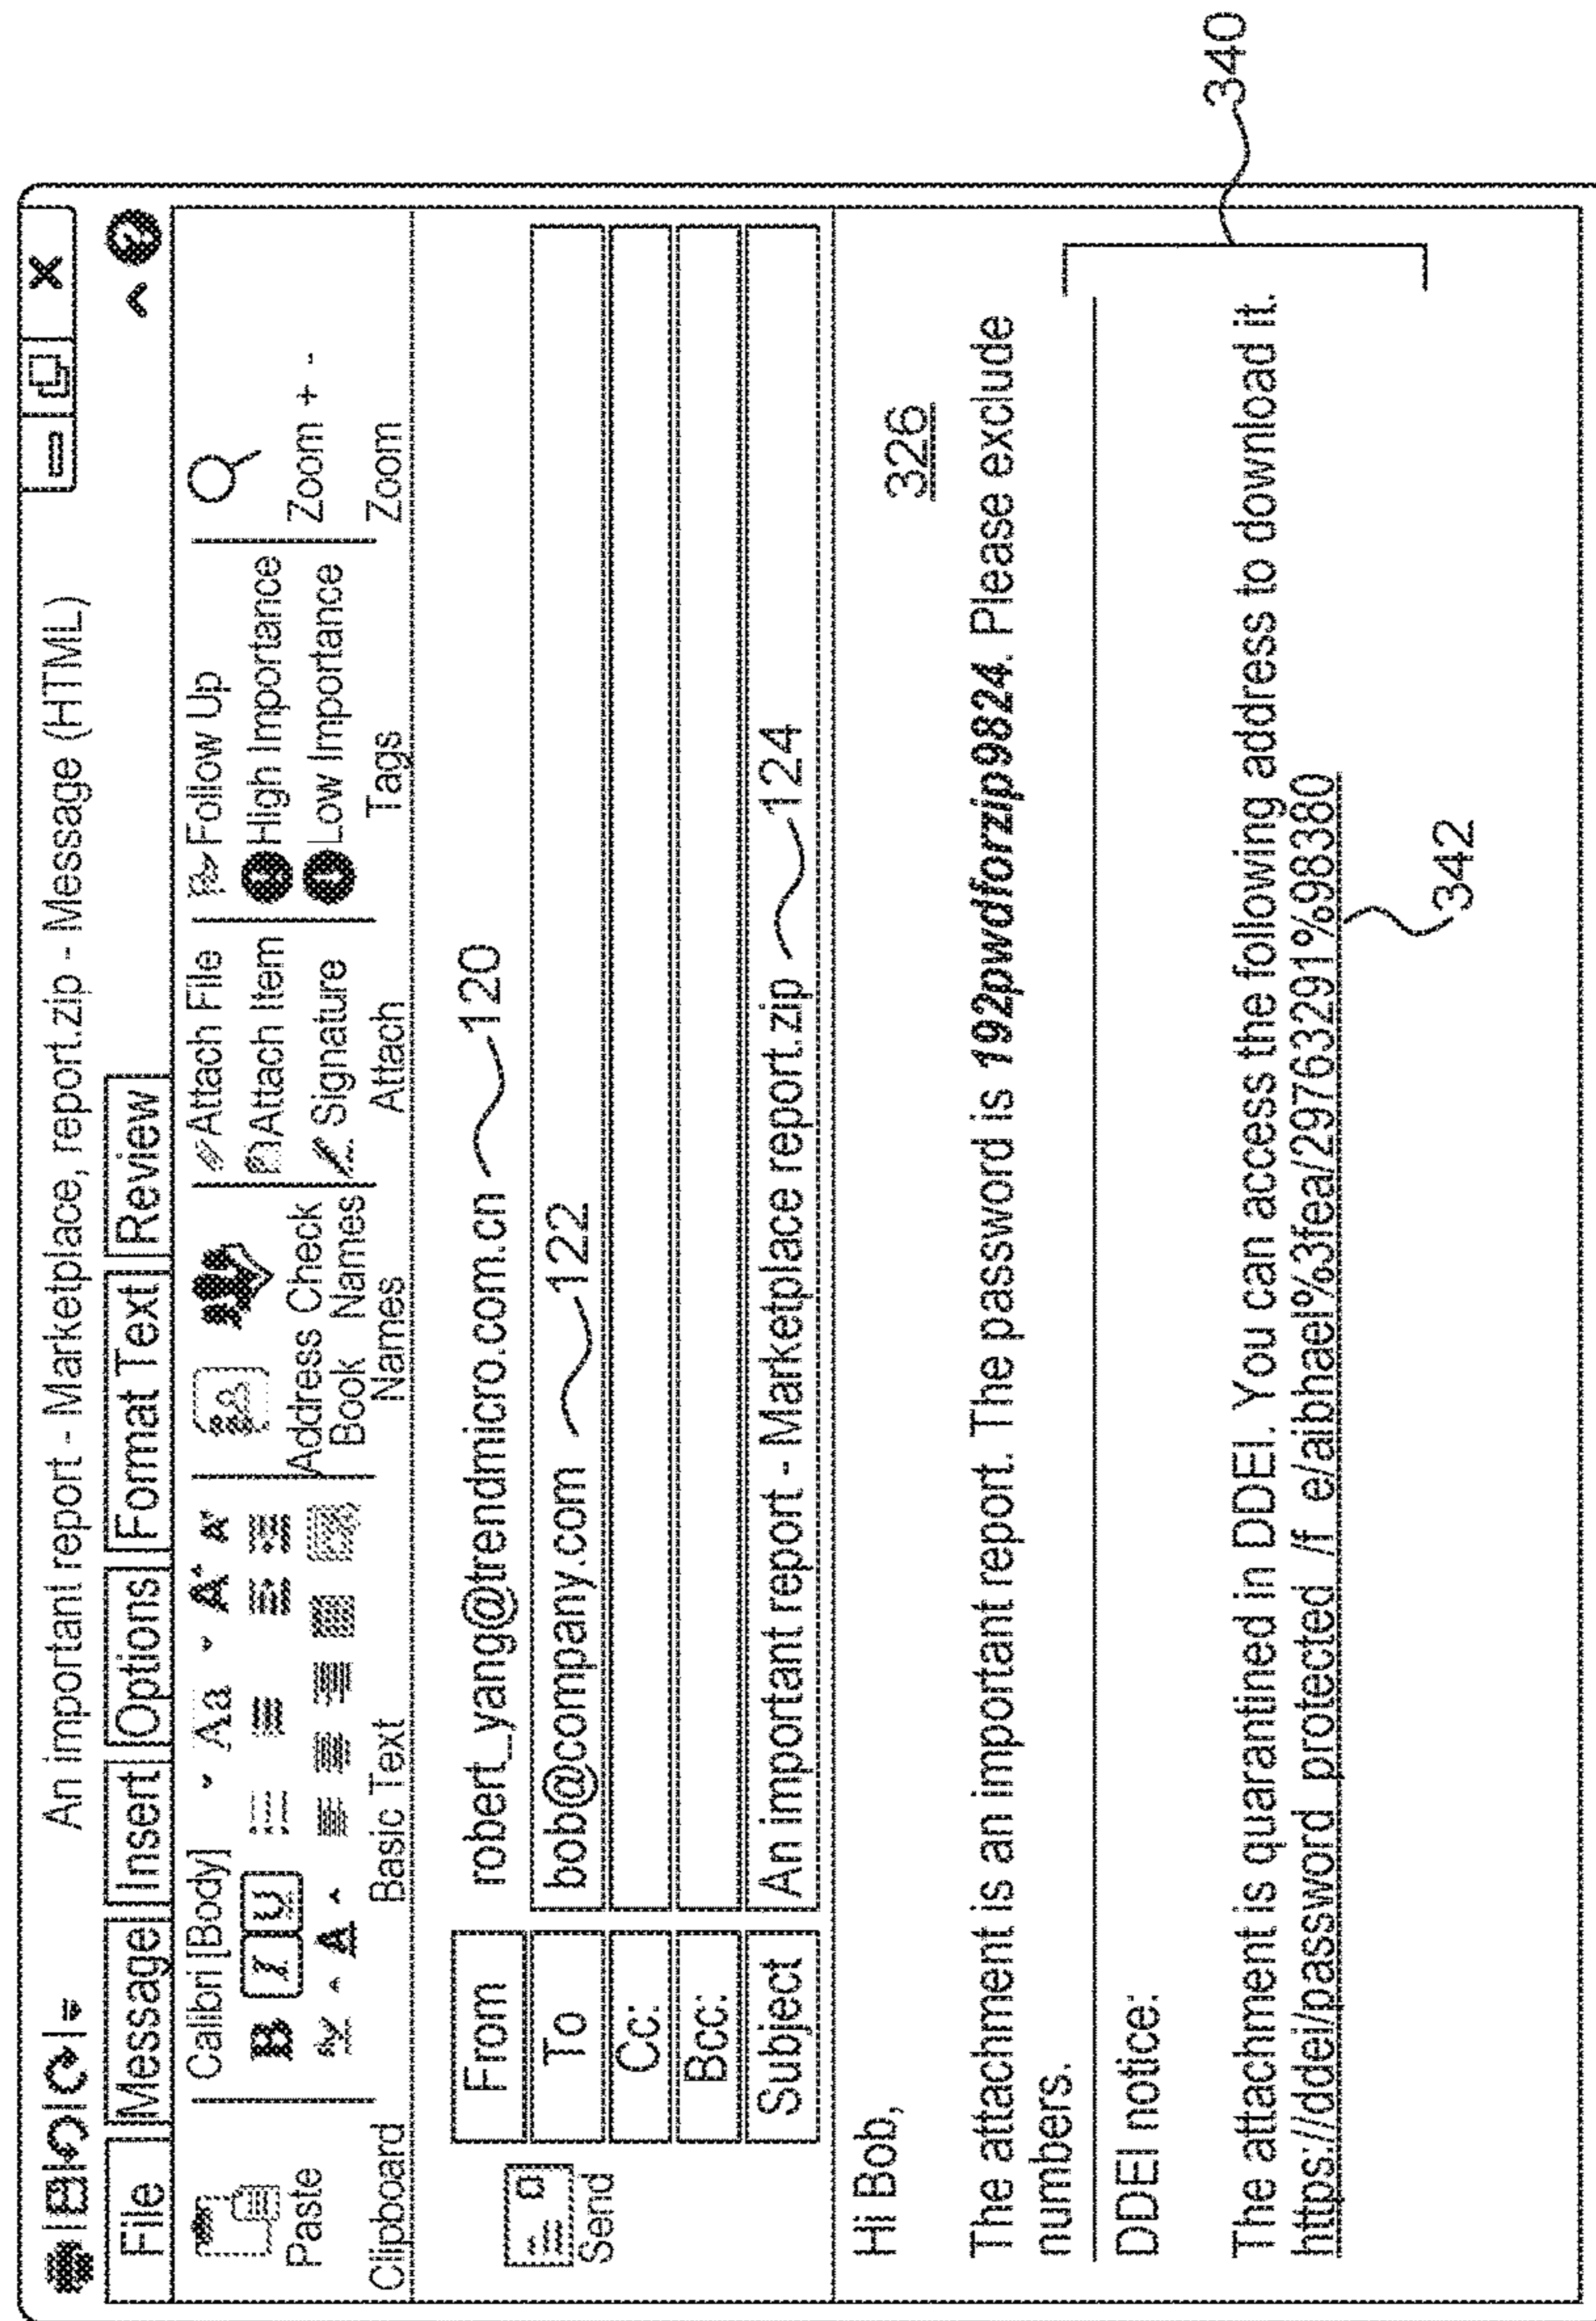 An important report - Marketplace, report.zip - Message (HTML)
File Message Insert Options Format Text Review
Calibri [Body] Aa A A Attach File Follow Up
Paste B I U Attach Item High Importance
A Address Check Signature Low Importance Zoom + -
Book Names
Clipboard Basic Text Names Attach Tags Zoom
From robert_yang@trendmicro.com.cn 120
Send To bob@company.com 122
Cc:
Bcc:
Subject An important report - Marketplace report.zip 124
Hi Bob, 326
The attachment is an important report. The password is 192pwdforzip9824. Please exclude
numbers.
340
DDEI notice:
The attachment is quarantined in DDEI. You can access the following address to download it.
https://ddei/password protected /f e/aibhael%3fea/29763291%98380
342